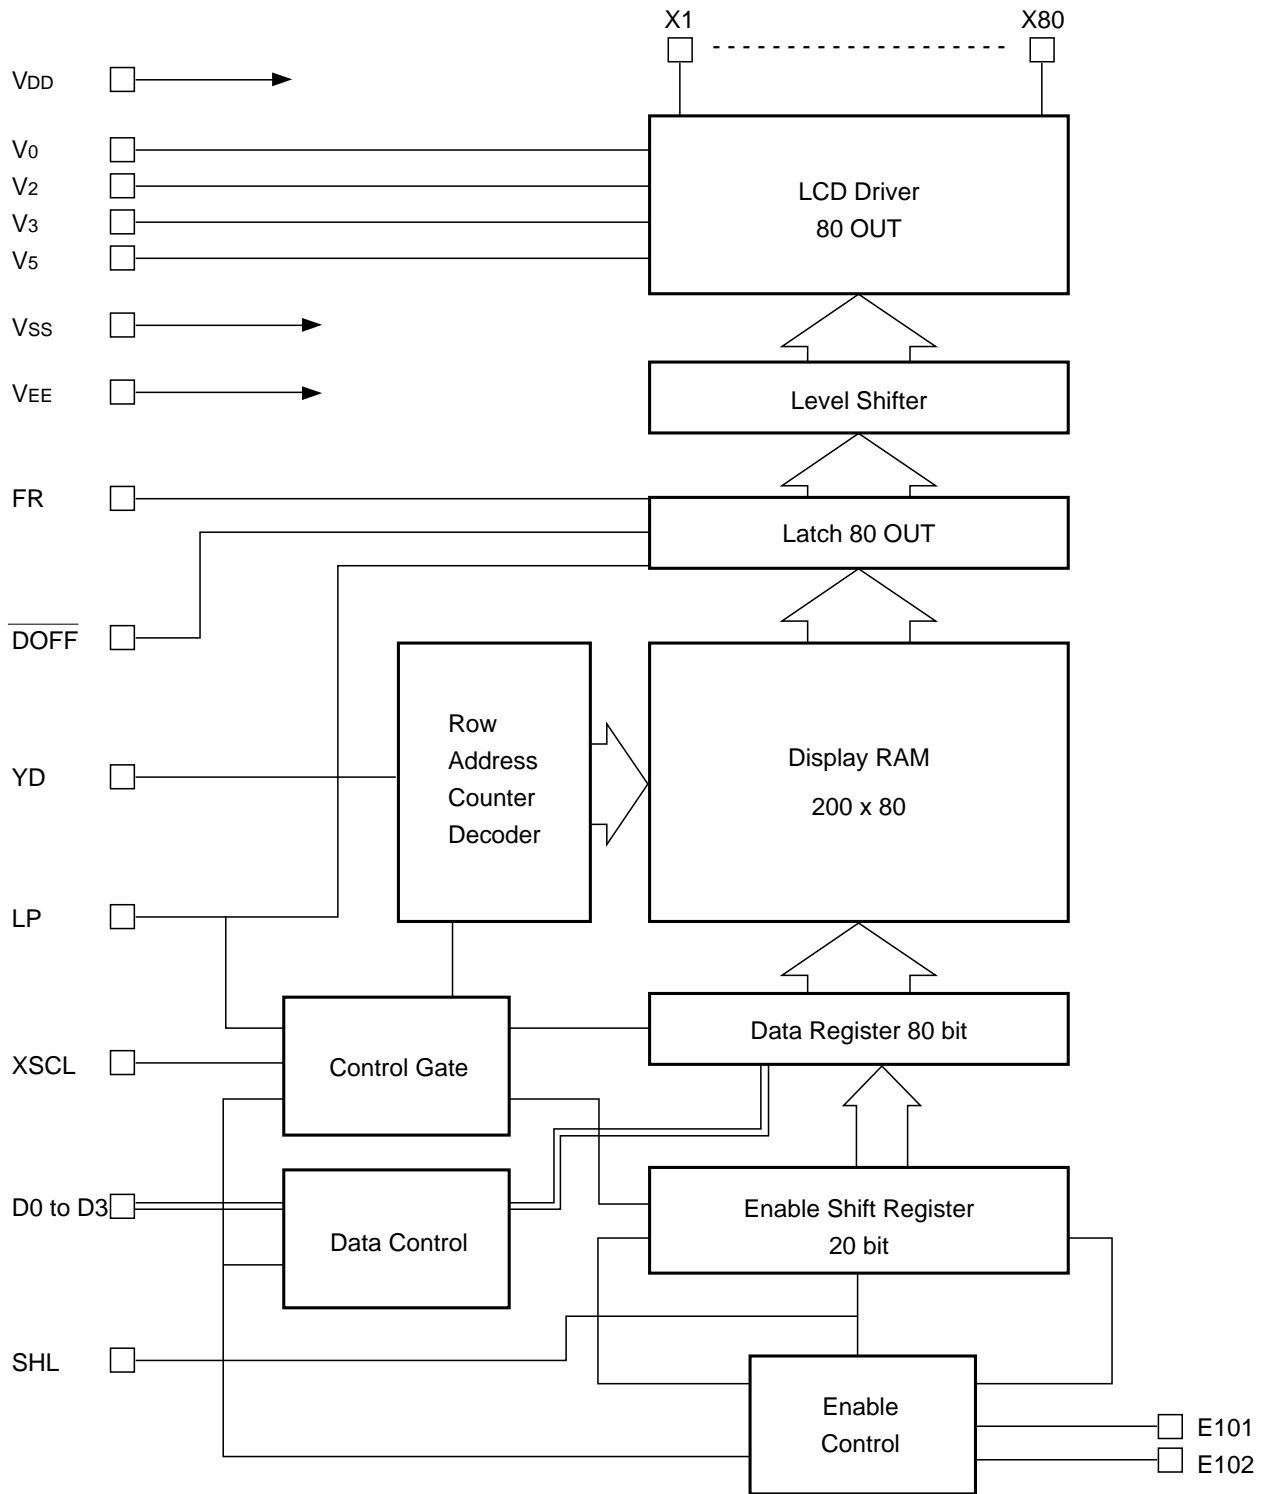 X1 X80
VDD
V0
V2
V3
V5
LCD Driver
80 OUT
VSS
VEE
Level Shifter
FR
Latch 80 OUT
DOFF
Row
Address
Counter
Decoder
Display RAM
200 x 80
YD
LP
Data Register 80 bit
XSCL
Control Gate
D0 to D3
Data Control
Enable Shift Register
20 bit
SHL
Enable
Control
E101
E102